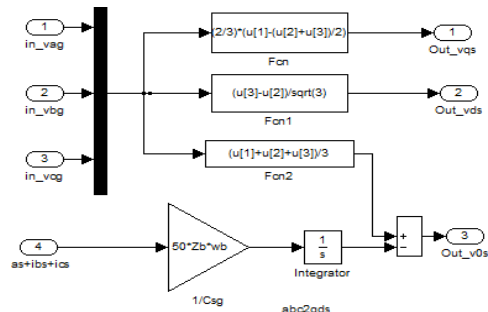 1
in_vag
2
in_vbg
3
in_vcg
(2/3)*(u[1]-(u[2]+u[3])/2)
Fcn
1
Out_vqs
(u[3]-u[2])/sqrt(3)
Fcn1
2
Out_vds
(u[1]+u[2]+u[3])/3
Fcn2
4
as+ibs+ics
50*Zb*wb
1/Csg
1
s
Integrator
+
−
3
Out_v0s
abc2qds